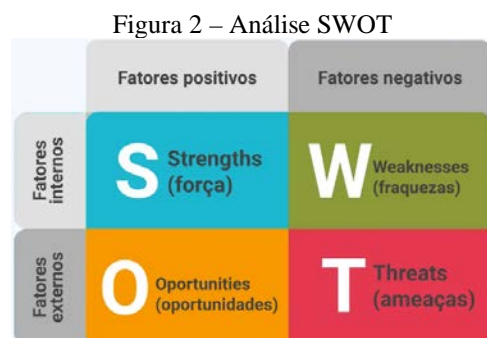 Figura 2 – Análise SWOT
Fatores positivos
Fatores negativos
Fatores
internos
S
Strengths
(força)
W
Weaknesses
(fraquezas)
Fatores
externos
O
Oportunities
(oportunidades)
T
Threats
(ameaças)